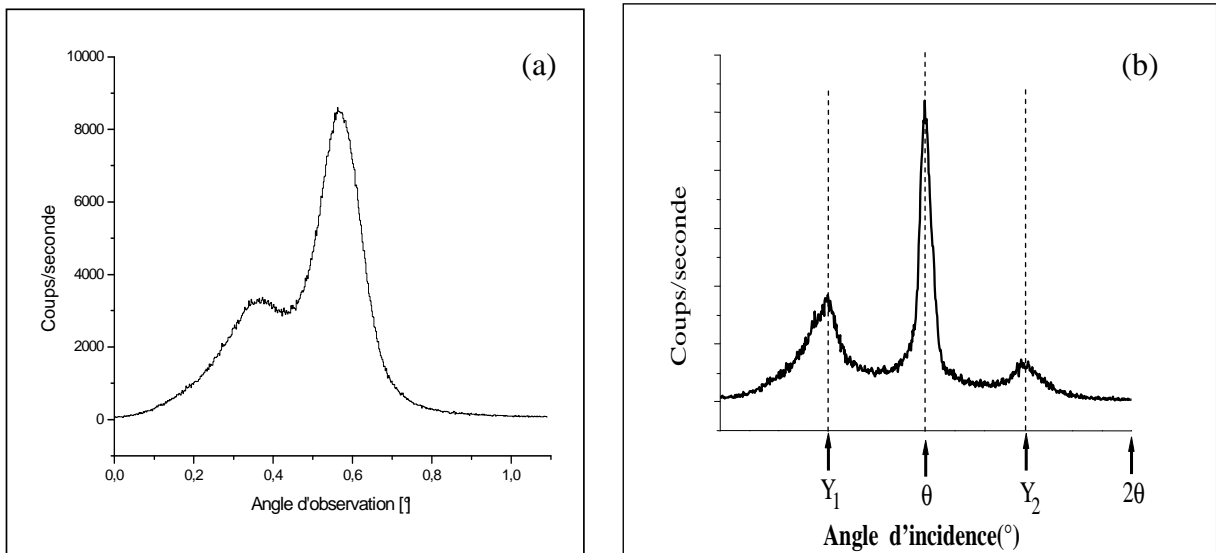 (a)
10000
8000
6000
4000
2000
0
Coups/seconde
0,0 0,2 0,4 0,6 0,8 1,0
Angle d'observation [°]
(b)
Coups/seconde
Y1 θ Y2 2θ
Angle d'incidence(°)